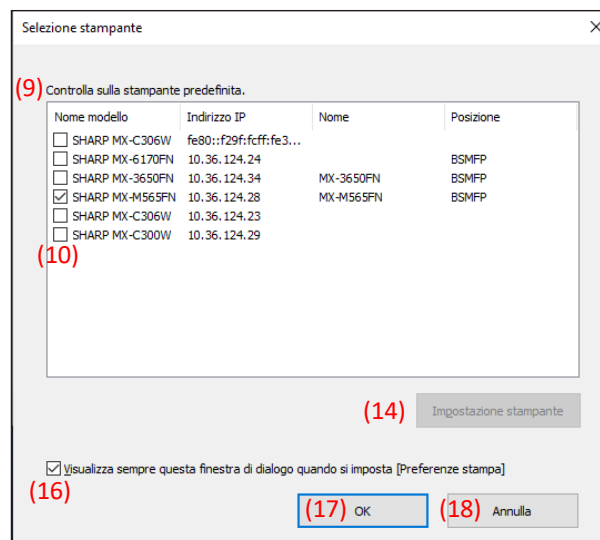 Selezione stampante
(9) Controlla sulla stampante predefinita.
Nome modello Indirizzo IP Nome Posizione
SHARP MX-C306W fe80::f29f:fcff:fe3...
SHARP MX-6170FN 10.36.124.24 BSMFP
SHARP MX-3650FN 10.36.124.34 MX-3650FN BSMFP
SHARP MX-M565FN 10.36.124.28 MX-M565FN BSMFP
SHARP MX-C306W 10.36.124.23
SHARP MX-C300W 10.36.124.29
(10)
(14) Impostazione stampante
Visualizza sempre questa finestra di dialogo quando si imposta [Preferenze stampa]
(16)
(17) OK (18) Annulla